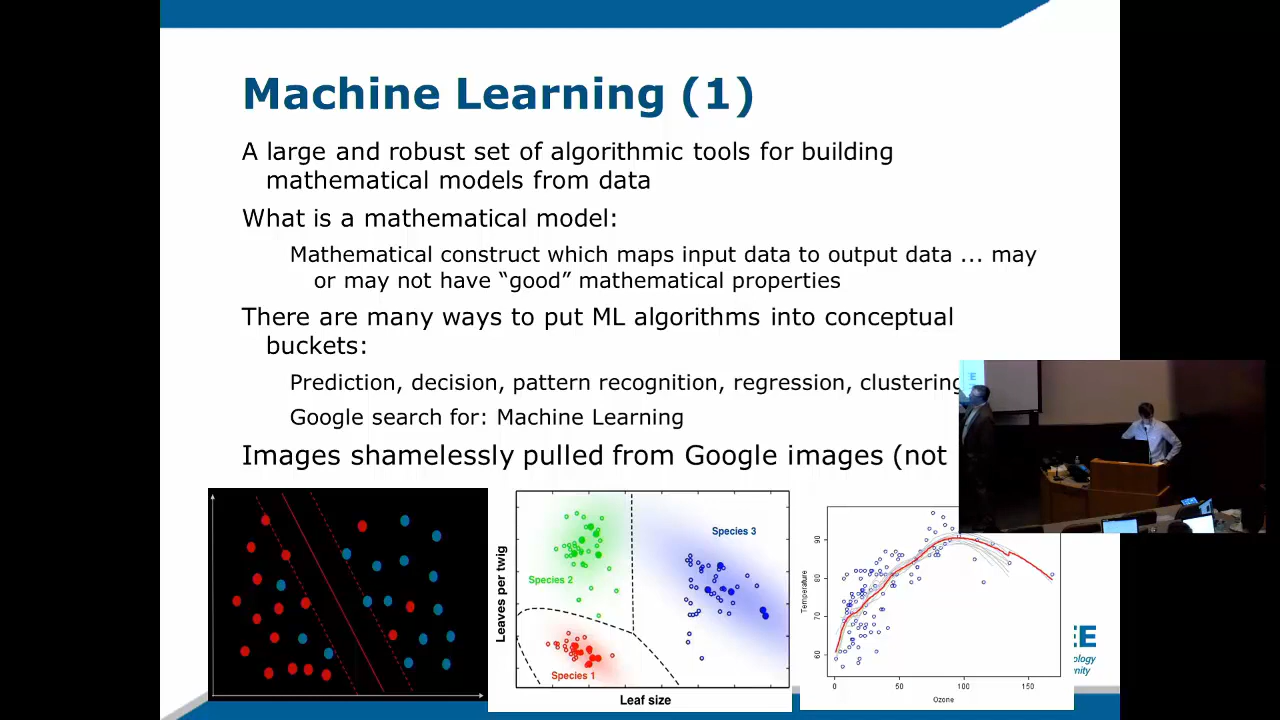 Machine Learning (1)
A large and robust set of algorithmic tools for building
mathematical models from data
What is a mathematical model:
Mathematical construct which maps input data to output data ... may
or may not have “good” mathematical properties
There are many ways to put ML algorithms into conceptual
buckets:
Prediction, decision, pattern recognition, regression, clustering
Google search for: Machine Learning
Images shamelessly pulled from Google images (not
Leaves per twig
Species 2
Species 3
Species 1
Leaf size
Temperature
90
80
70
60
0
50
100
150
Ozone
E